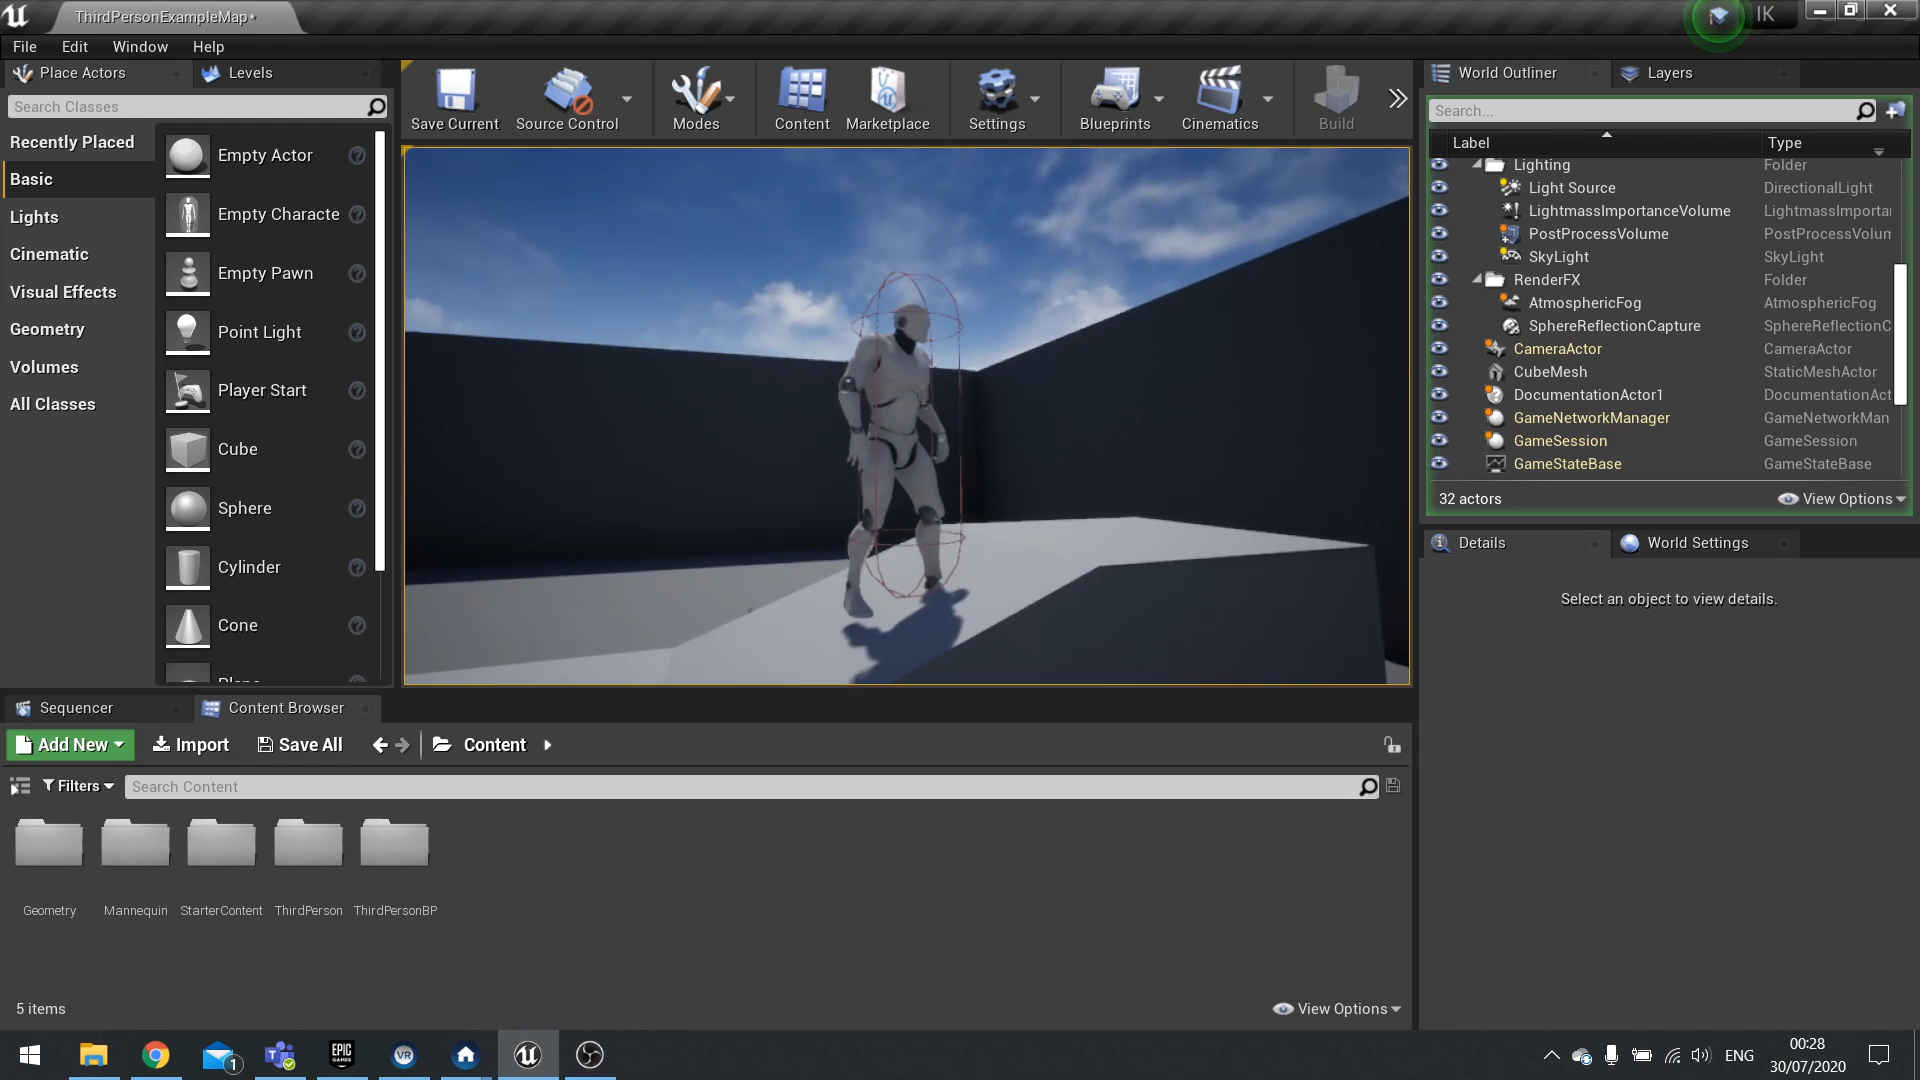 ThirdPersonExampleMap*
IK
File Edit Window Help
Place Actors
Levels
Search Classes
Recently Placed
Basic
Lights
Cinematic
Visual Effects
Geometry
Volumes
All Classes
Empty Actor
Empty Characte
Empty Pawn
Point Light
Player Start
Cube
Sphere
Cylinder
Cone
Save Current
Source Control
Modes
Content
Marketplace
Settings
Blueprints
Cinematics
Build
World Outliner
Layers
Search...
Label Type
Lighting Folder
Light Source DirectionalLight
LightmassImportanceVolume LightmassImporta
PostProcessVolume PostProcessVolum
SkyLight SkyLight
RenderFX Folder
AtmosphericFog AtmosphericFog
SphereReflectionCapture SphereReflectionC
CameraActor CameraActor
CubeMesh StaticMeshActor
DocumentationActor1 DocumentationAct
GameNetworkManager GameNetworkMan
GameSession GameSession
GameStateBase GameStateBase
32 actors View Options
Details
World Settings
Select an object to view details.
Sequencer
Content Browser
Add New Import Save All Content
Filters Search Content
Geometry
Mannequin
StarterContent
ThirdPerson
ThirdPersonBP
5 items View Options
1
EPIC
GAMES
VR
ENG
00:28
30/07/2020